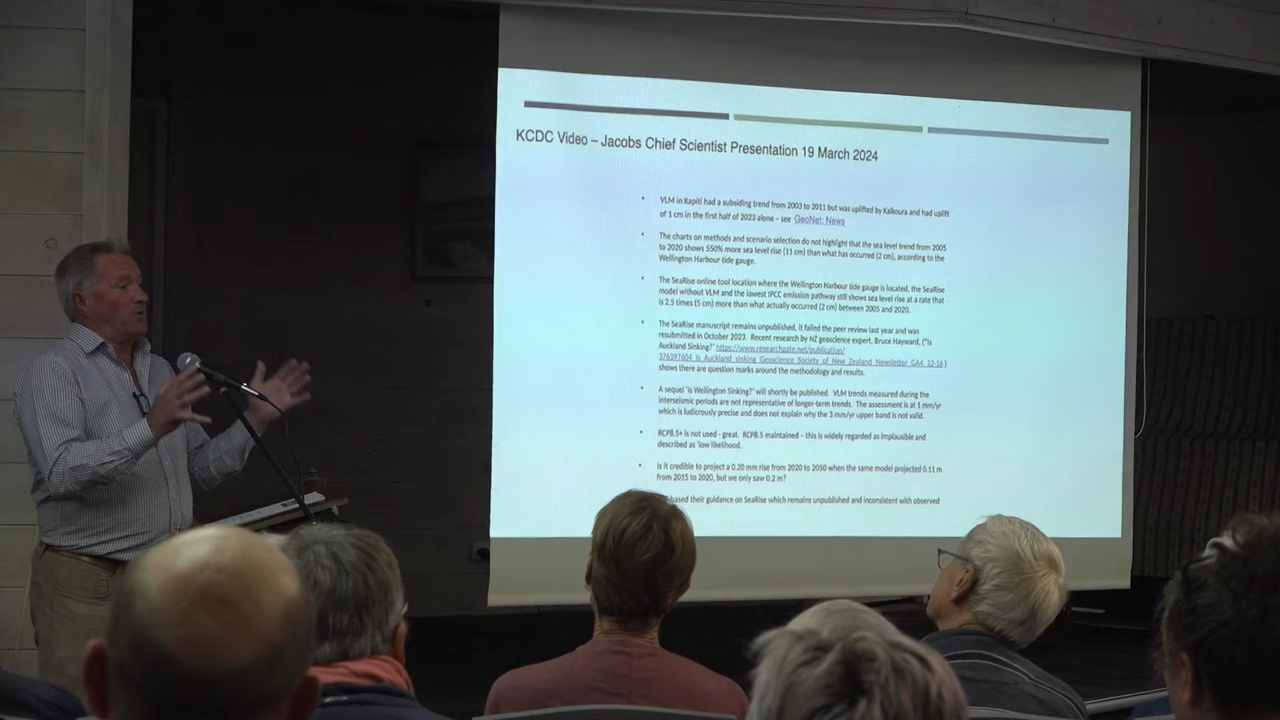 KCDC Video – Jacobs Chief Scientist Presentation 19 March 2024
• VLM in Kapiti had a subsiding trend from 2003 to 2011 but was uplifted by Kaikoura and had uplift
of 1 cm in the first half of 2023 alone – see GeoNet: News
• The charts on methods and scenario selection do not highlight that the sea level trend from 2005
to 2020 shows 550% more sea level rise (11 cm) than what has occurred (2 cm), according to the
Wellington Harbour tide gauge.
• The SeaRise online tool location where the Wellington Harbour tide gauge is located, the SeaRise
model without VLM and the lowest IPCC emission pathway still shows sea level rise at a rate that
is 2.5 times (5 cm) more than what actually occurred (2 cm) between 2005 and 2020.
• The SeaRise manuscript remains unpublished, it failed the peer review last year and was
resubmitted in October 2023. Recent research by NZ geoscience expert, Bruce Hayward, ("Is
Auckland Sinking?" https://www.researchgate.net/publication/
376397604_Is_Auckland_sinking_Geoscience_Society_of_New_Zealand_Newsletter_GA4_12-16)
shows there are question marks around the methodology and results.
• A sequel 'Is Wellington Sinking?' will shortly be published. VLM trends measured during the
interseismic periods are not representative of longer-term trends. The assessment is at 1 mm/yr
which is ludicrously precise and does not explain why the 3 mm/yr upper band is not valid.
• RCP8.5+ is not used - great. RCP8.5 maintained – this is widely regarded as implausible and
described as 'low likelihood.
• Is it credible to project a 0.20 mm rise from 2020 to 2050 when the same model projected 0.11 m
from 2015 to 2020, but we only saw 0.2 m?
based their guidance on SeaRise which remains unpublished and inconsistent with observed